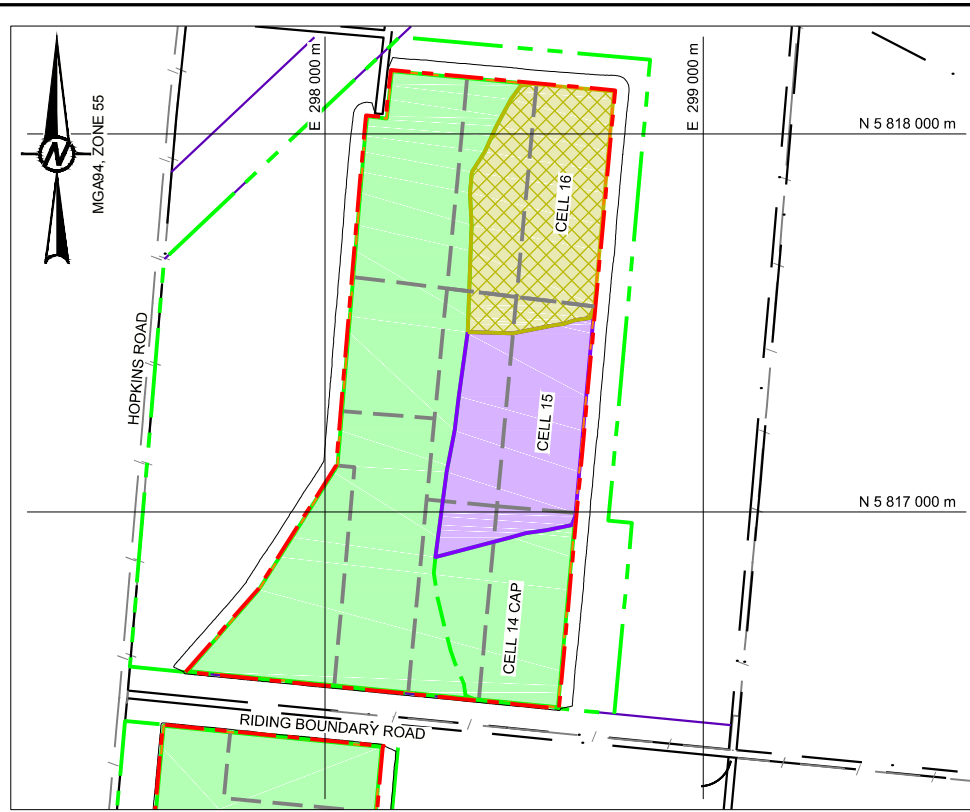 N
MGA94, ZONE 55
E 298 000 m
E 299 000 m
N 5 818 000 m
CELL 16
HOPKINS ROAD
CELL 15
N 5 817 000 m
CELL 14 CAP
RIDING BOUNDARY ROAD